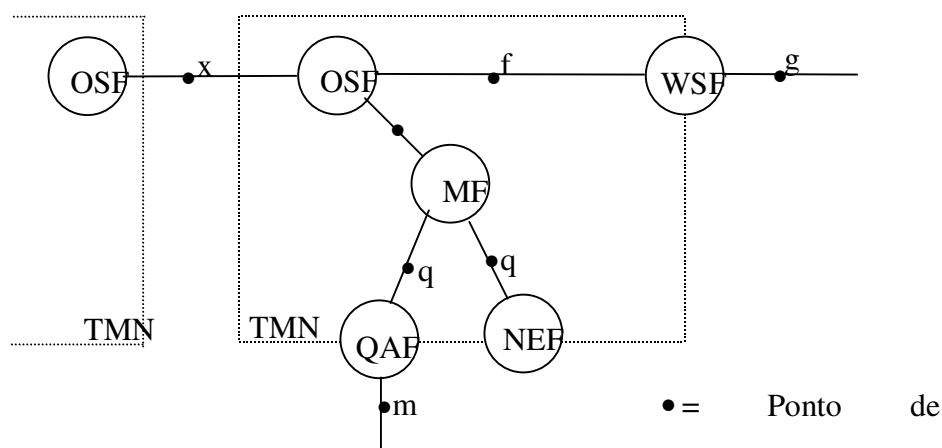 x f g
OSF OSF WSF
MF
q q
TMN TMN QAF NEF
m = Ponto de